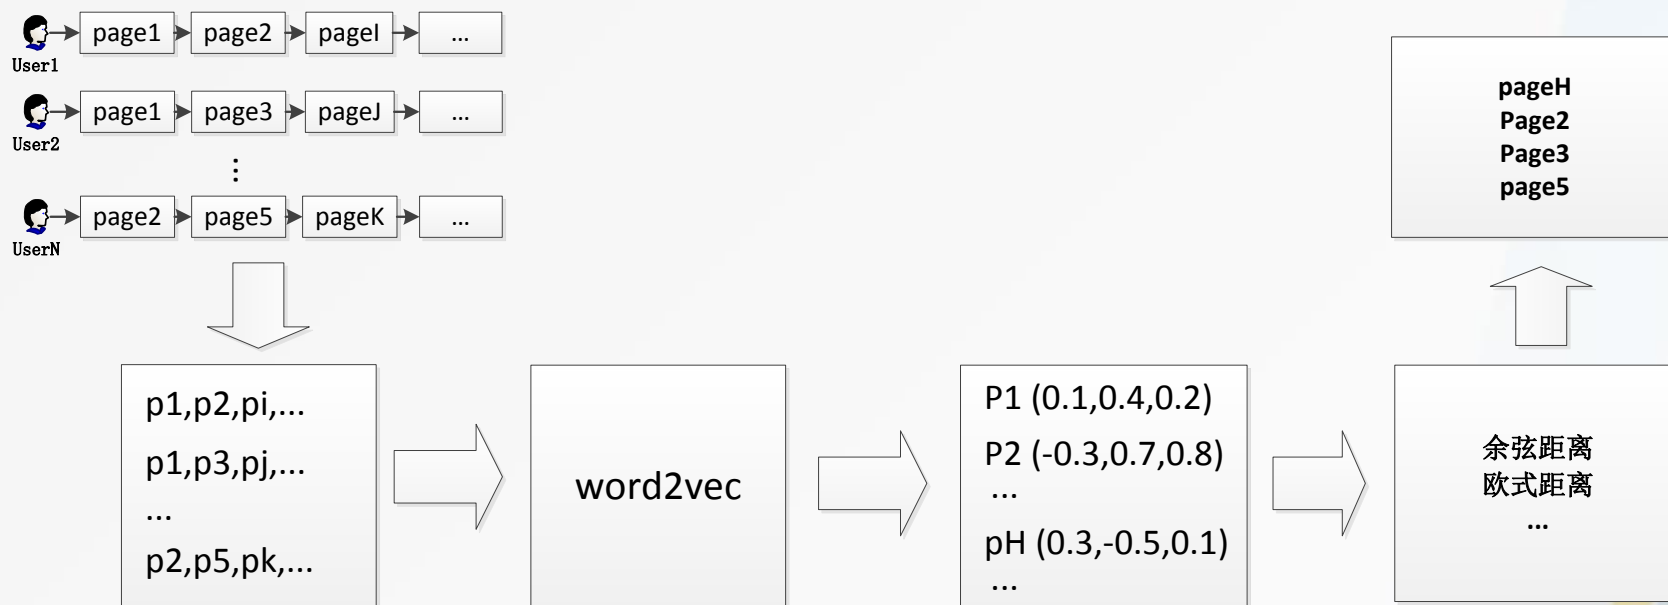 page1 page2 pageI ...
User1
page1 page3 pageJ ...
User2
⋮
page2 page5 pageK ...
UserN
pageH
Page2
Page3
page5
p1,p2,pi,...
p1,p3,pj,...
...
p2,p5,pk,...
word2vec
P1 (0.1,0.4,0.2)
P2 (-0.3,0.7,0.8)
...
pH (0.3,-0.5,0.1)
...
余弦距离
欧式距离
...